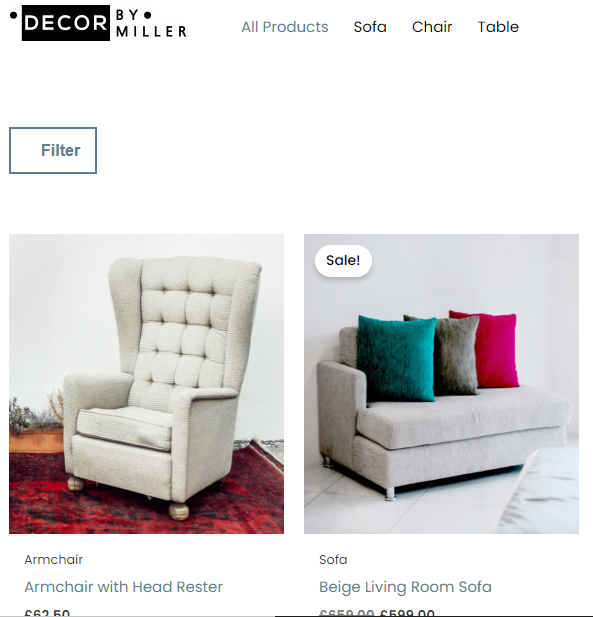 DECOR BY MILLER
All Products Sofa Chair Table
Filter
Sale!
Armchair
Armchair with Head Rester
£62.50
Sofa
Beige Living Room Sofa
£659.00 £599.00